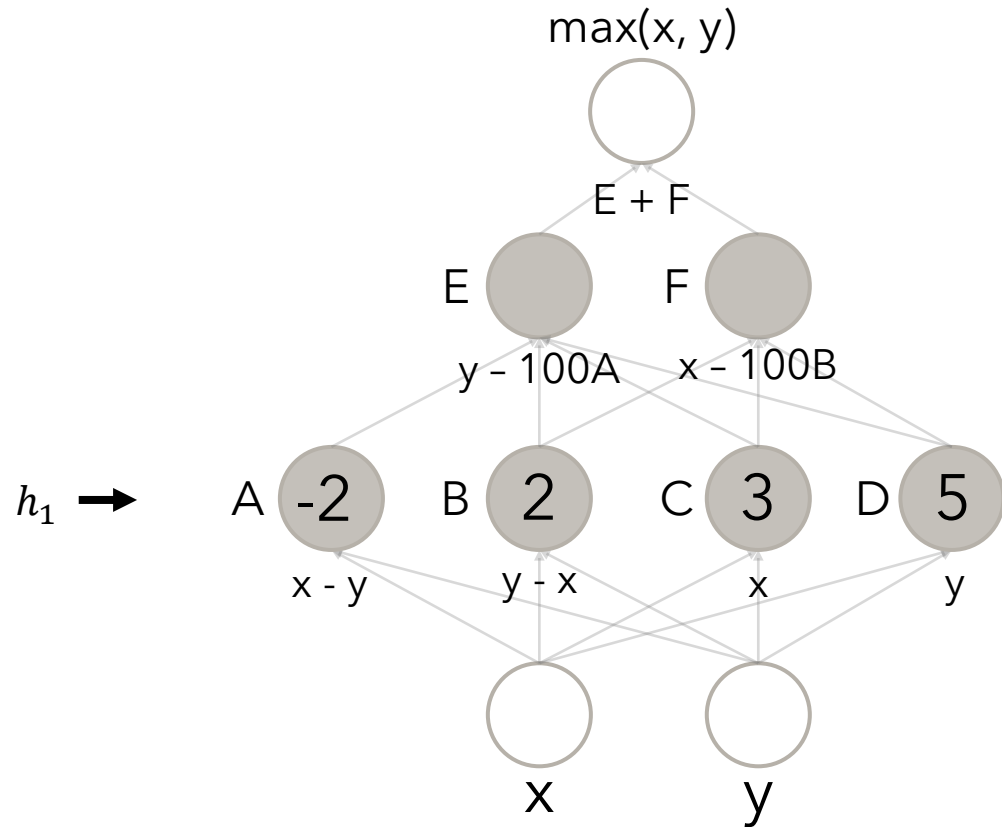 max(x, y)
E + F
E F
y – 100A x – 100B
h₁ A -2 B 2 C 3 D 5
x - y y - x x y
x y